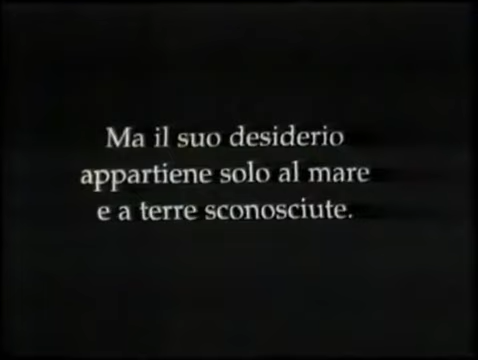 Ma il suo desiderio
appartiene solo al mare
e a terre sconosciute.